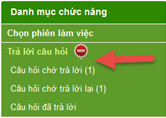 Danh mục chức năng
Chọn phiên làm việc
Trả lời câu hỏi NEW
Câu hỏi chờ trả lời (1)
Câu hỏi chờ trả lời lại (1)
Câu hỏi đã trả lời